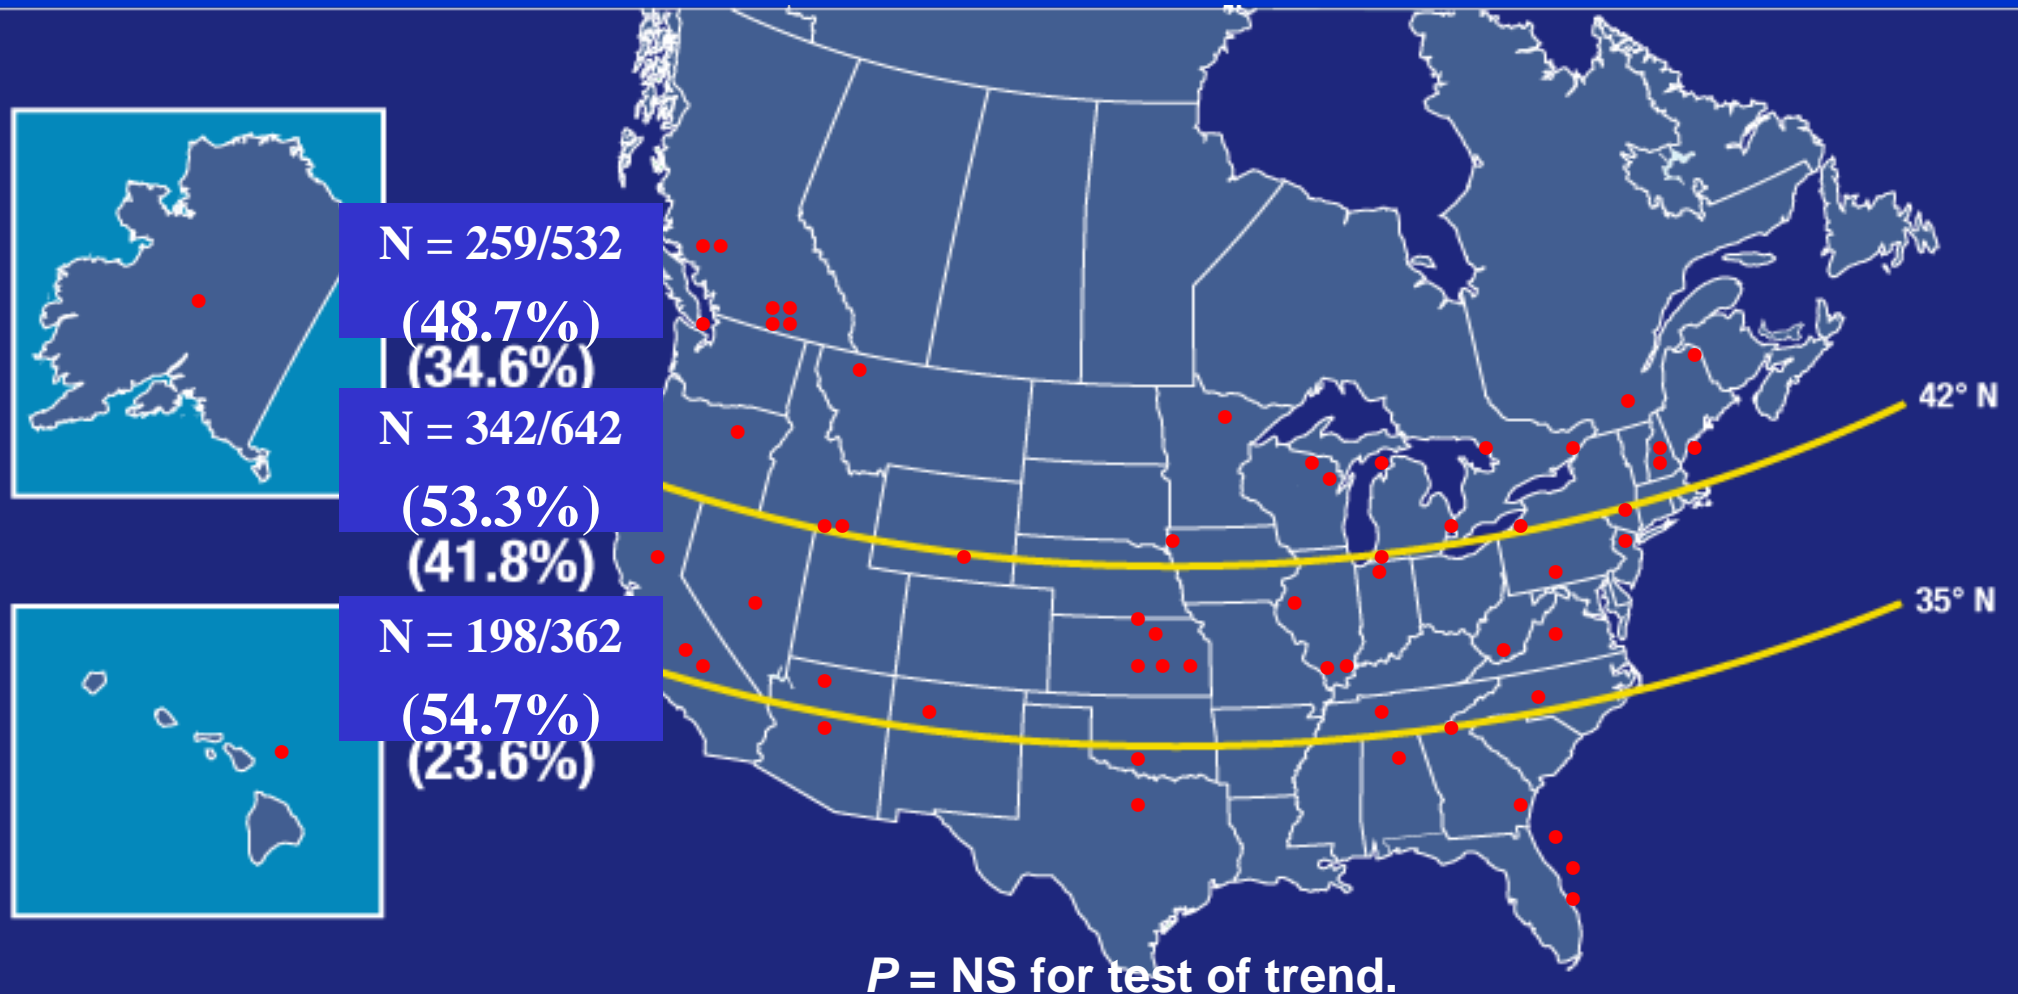 N = 259/532
(48.7%)
(34.6%)
N = 342/642
(53.3%)
(41.8%)
N = 198/362
(54.7%)
(23.6%)
42° N
35° N
P = NS for test of trend.